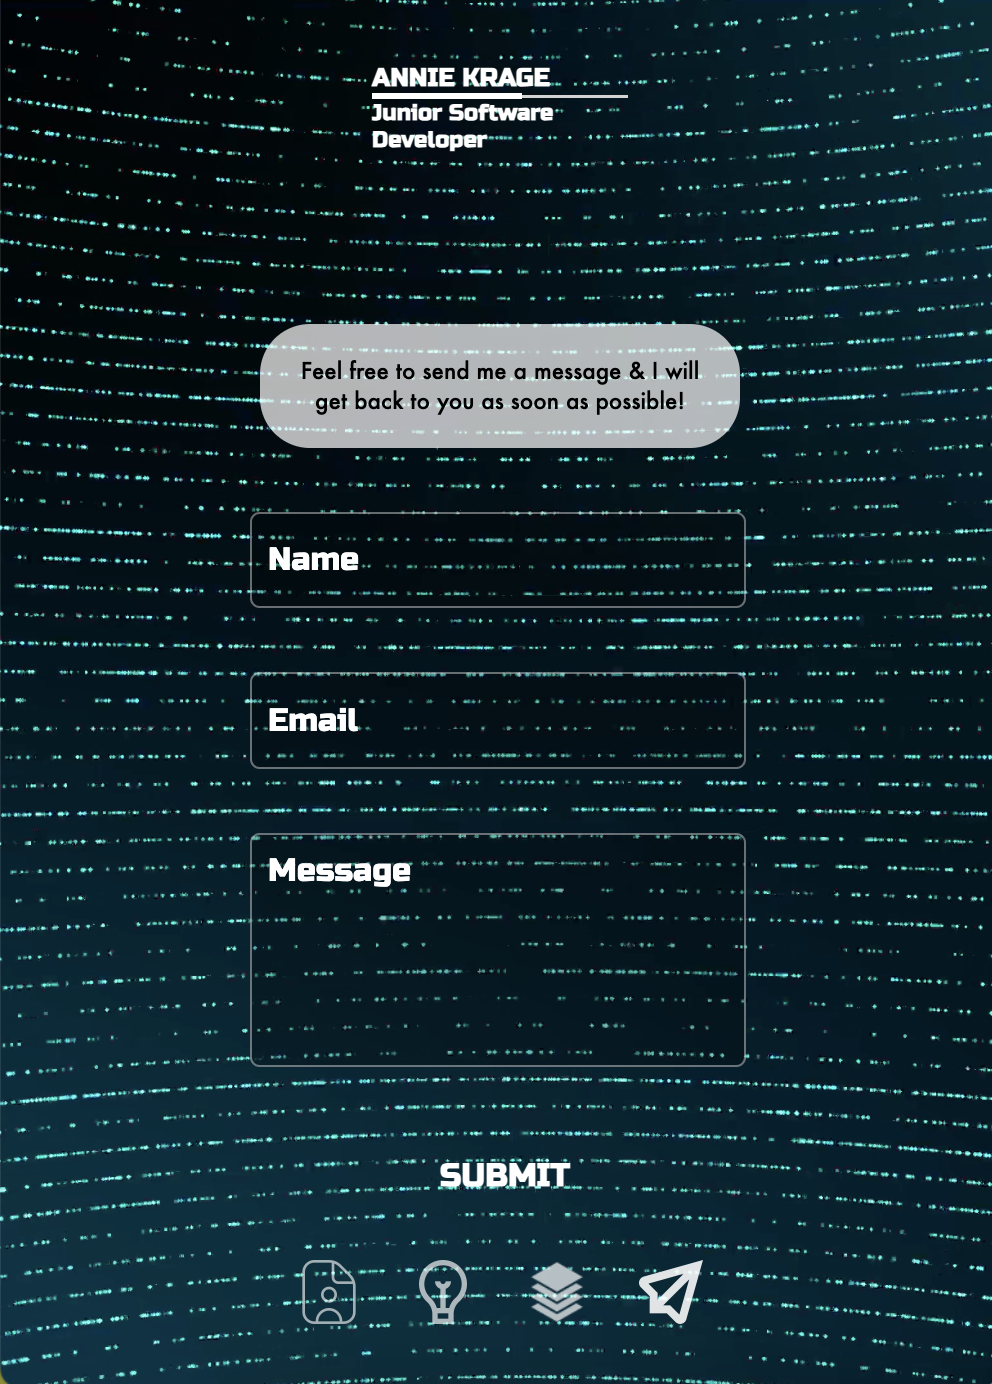 ANNIE KRAGE
Junior Software
Developer
Feel free to send me a message & I will
get back to you as soon as possible!
Name
Email
Message
SUBMIT